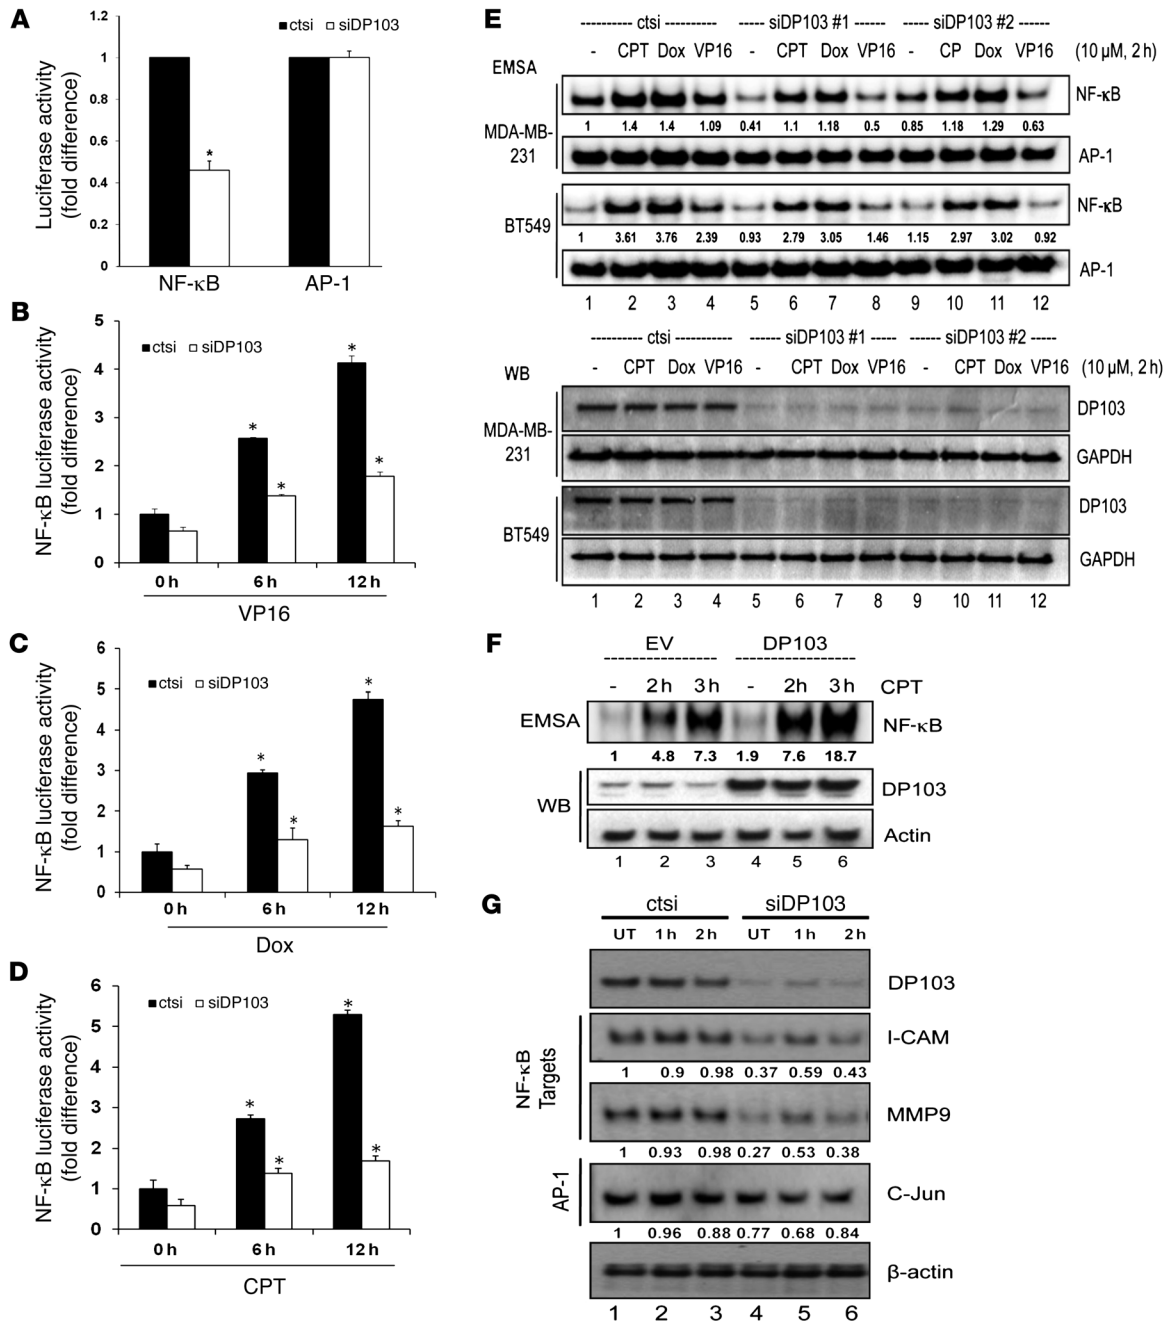 A
1.2
1
0.8
0.6
0.4
0.2
0
Luciferase activity
(fold difference)
ctsi siDP103
*
NF-κB AP-1
B
5
4
3
2
1
0
NF-κB luciferase activity
(fold difference)
ctsi siDP103
* * * *
0 h 6 h 12 h
VP16
C
6
5
4
3
2
1
0
NF-κB luciferase activity
(fold difference)
ctsi siDP103
* * * *
0 h 6 h 12 h
Dox
D
6
5
4
3
2
1
0
NF-κB luciferase activity
(fold difference)
ctsi siDP103
* * * *
0 h 6 h 12 h
CPT
E
---------- ctsi ----------- ----- siDP103 #1 ------ ----- siDP103 #2 ------
- CPT Dox VP16 - CPT Dox VP16 - CP Dox VP16 (10 µM, 2 h)
EMSA
MDA-MB-
231
NF-κB
1 1.4 1.4 1.09 0.41 1.1 1.18 0.5 0.85 1.18 1.29 0.63
AP-1
BT549
NF-κB
1 3.61 3.76 2.39 0.93 2.79 3.05 1.46 1.15 2.97 3.02 0.92
AP-1
1 2 3 4 5 6 7 8 9 10 11 12
---------- ctsi ----------- ----- siDP103 #1 ----- ----- siDP103 #2 -----
- CPT Dox VP16 - CPT Dox VP16 - CPT Dox VP16 (10 µM, 2 h)
WB
MDA-MB-
231
DP103
GAPDH
BT549
DP103
GAPDH
1 2 3 4 5 6 7 8 9 10 11 12
F
EV DP103
- 2 h 3 h - 2h 3 h CPT
EMSA NF-κB
1 4.8 7.3 1.9 7.6 18.7
WB
DP103
Actin
1 2 3 4 5 6
G
ctsi siDP103
UT 1 h 2 h UT 1 h 2 h
DP103
NF-κB
Targets
I-CAM
1 0.9 0.98 0.37 0.59 0.43
MMP9
1 0.93 0.98 0.27 0.53 0.38
AP-1 C-Jun
1 0.96 0.88 0.77 0.68 0.84
β-actin
1 2 3 4 5 6